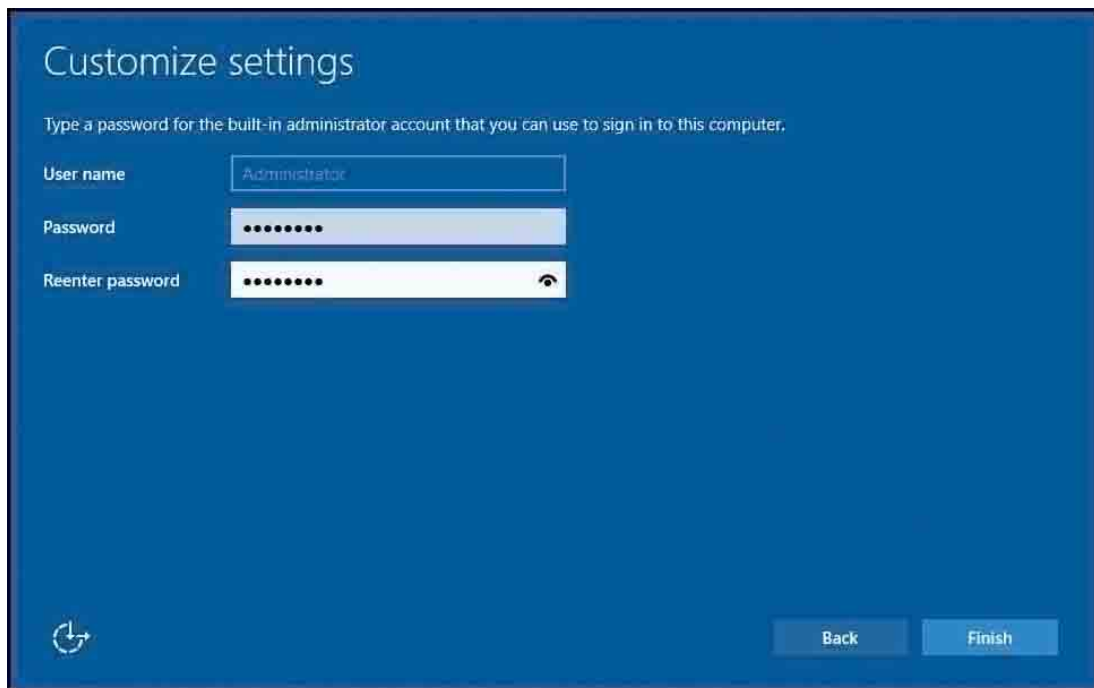 Customize settings
Type a password for the built-in administrator account that you can use to sign in to this computer.
User name Administrator
Password ••••••••
Reenter password ••••••••
Back Finish